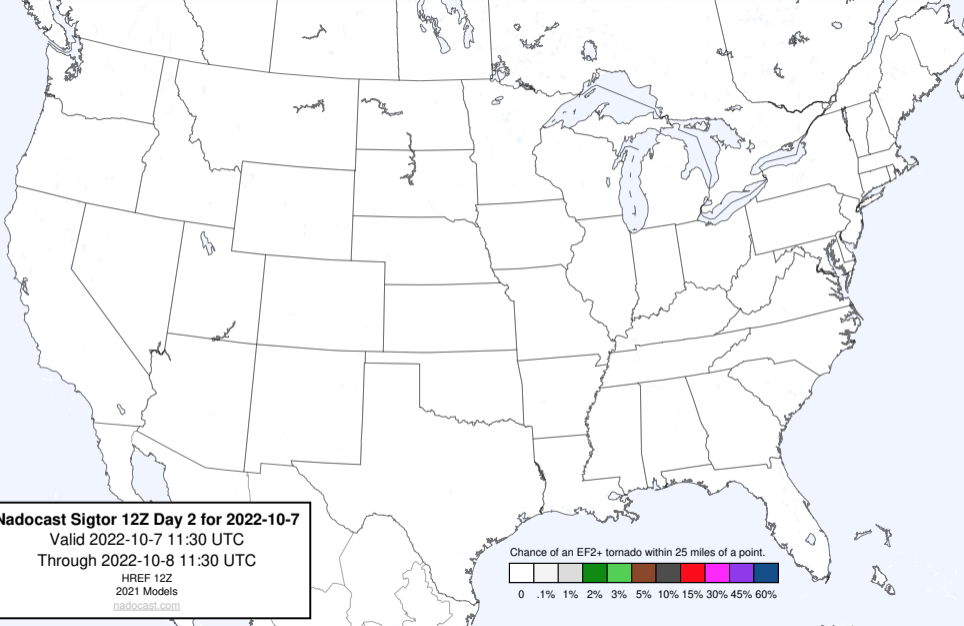 Nadocast Sigtor 12Z Day 2 for 2022-10-7
Valid 2022-10-7 11:30 UTC
Through 2022-10-8 11:30 UTC
HREF 12Z
2021 Models
nadocast.com
Chance of an EF2+ tornado within 25 miles of a point.
0 .1% 1% 2% 3% 5% 10% 15% 30% 45% 60%